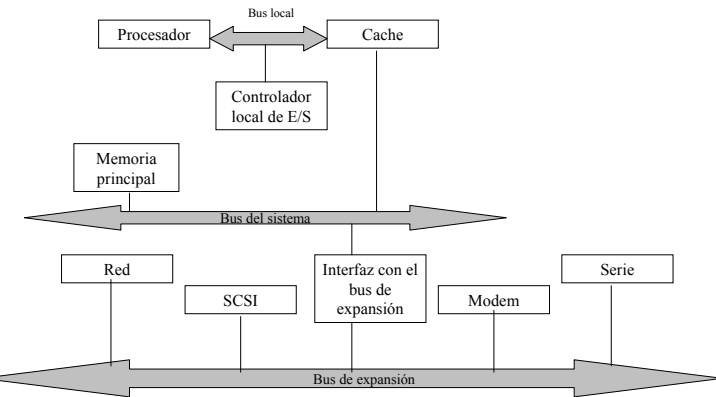 Bus local
Procesador
Cache
Controlador
local de E/S
Memoria
principal
Bus del sistema
Red
SCSI
Interfaz con el
bus de
expansión
Modem
Serie
Bus de expansión